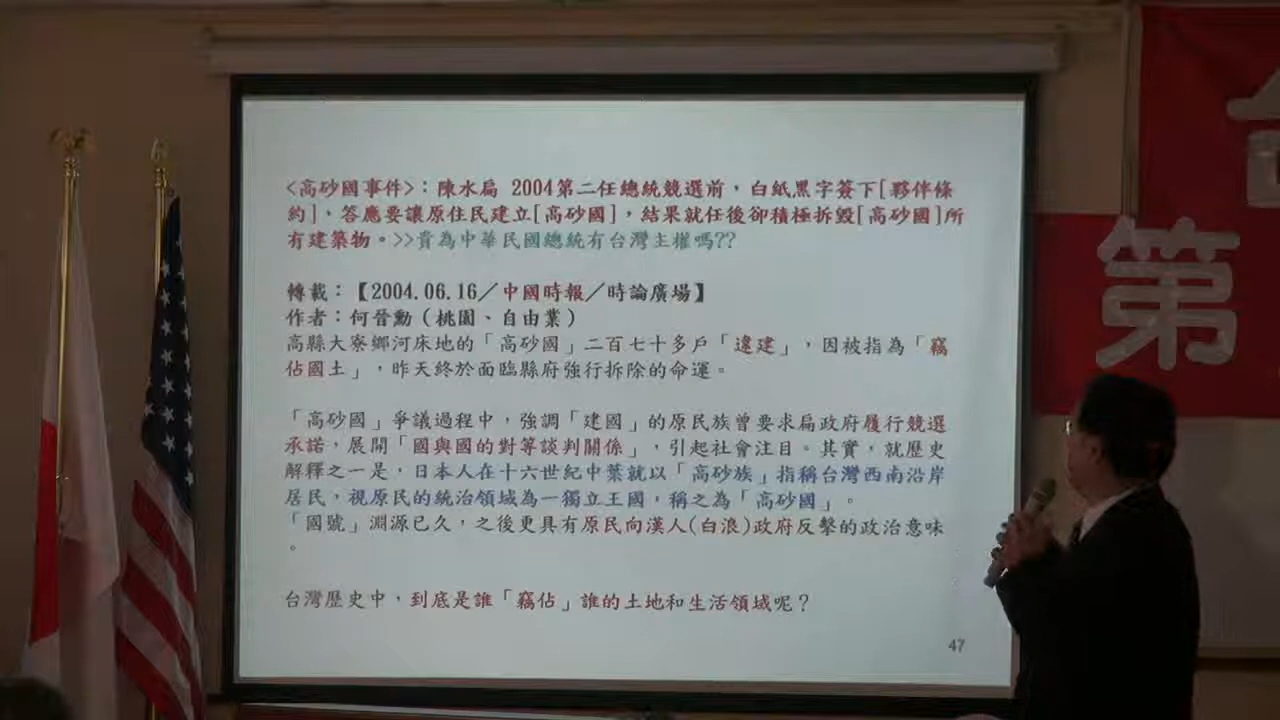 <高砂國事件>：陳水扁 2004第二任總統競選前，白紙黑字簽下[夥伴條
約]，答應要讓原住民建立[高砂國]，結果就任後卻積極拆毀[高砂國]所
有建築物。>>貴為中華民國總統有台灣主權嗎??
轉載：【2004.06.16／中國時報／時論廣場】
作者：何晉勳（桃園、自由業）
高縣大寮鄉河床地的「高砂國」二百七十多戶「違建」，因被指為「竊
佔國土」，昨天終於面臨縣府強行拆除的命運。
「高砂國」爭議過程中，強調「建國」的原民族曾要求扁政府履行競選
承諾，展開「國與國的對等談判關係」，引起社會注目。其實，就歷史
解釋之一是，日本人在十六世紀中葉就以「高砂族」指稱台灣西南沿岸
居民，視原民的統治領域為一獨立王國，稱之為「高砂國」。
「國號」淵源已久，之後更具有原民向漢人(白浪)政府反擊的政治意味
。
台灣歷史中，到底是誰「竊佔」誰的土地和生活領域呢？
47
第